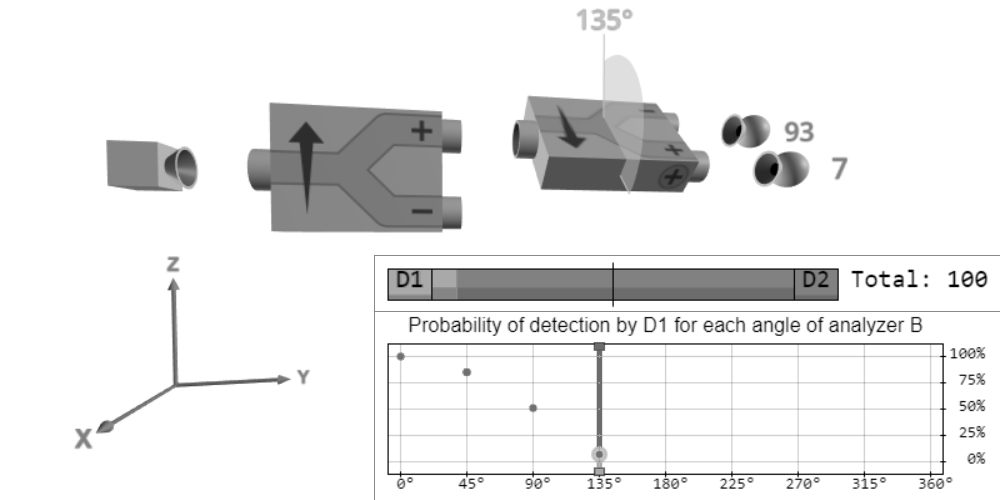 135°
+
−
−
+
+
93
7
Z
Y
X
D1 D2 Total: 100
Probability of detection by D1 for each angle of analyzer B
100%
75%
50%
25%
0%
0° 45° 90° 135° 180° 225° 270° 315° 360°